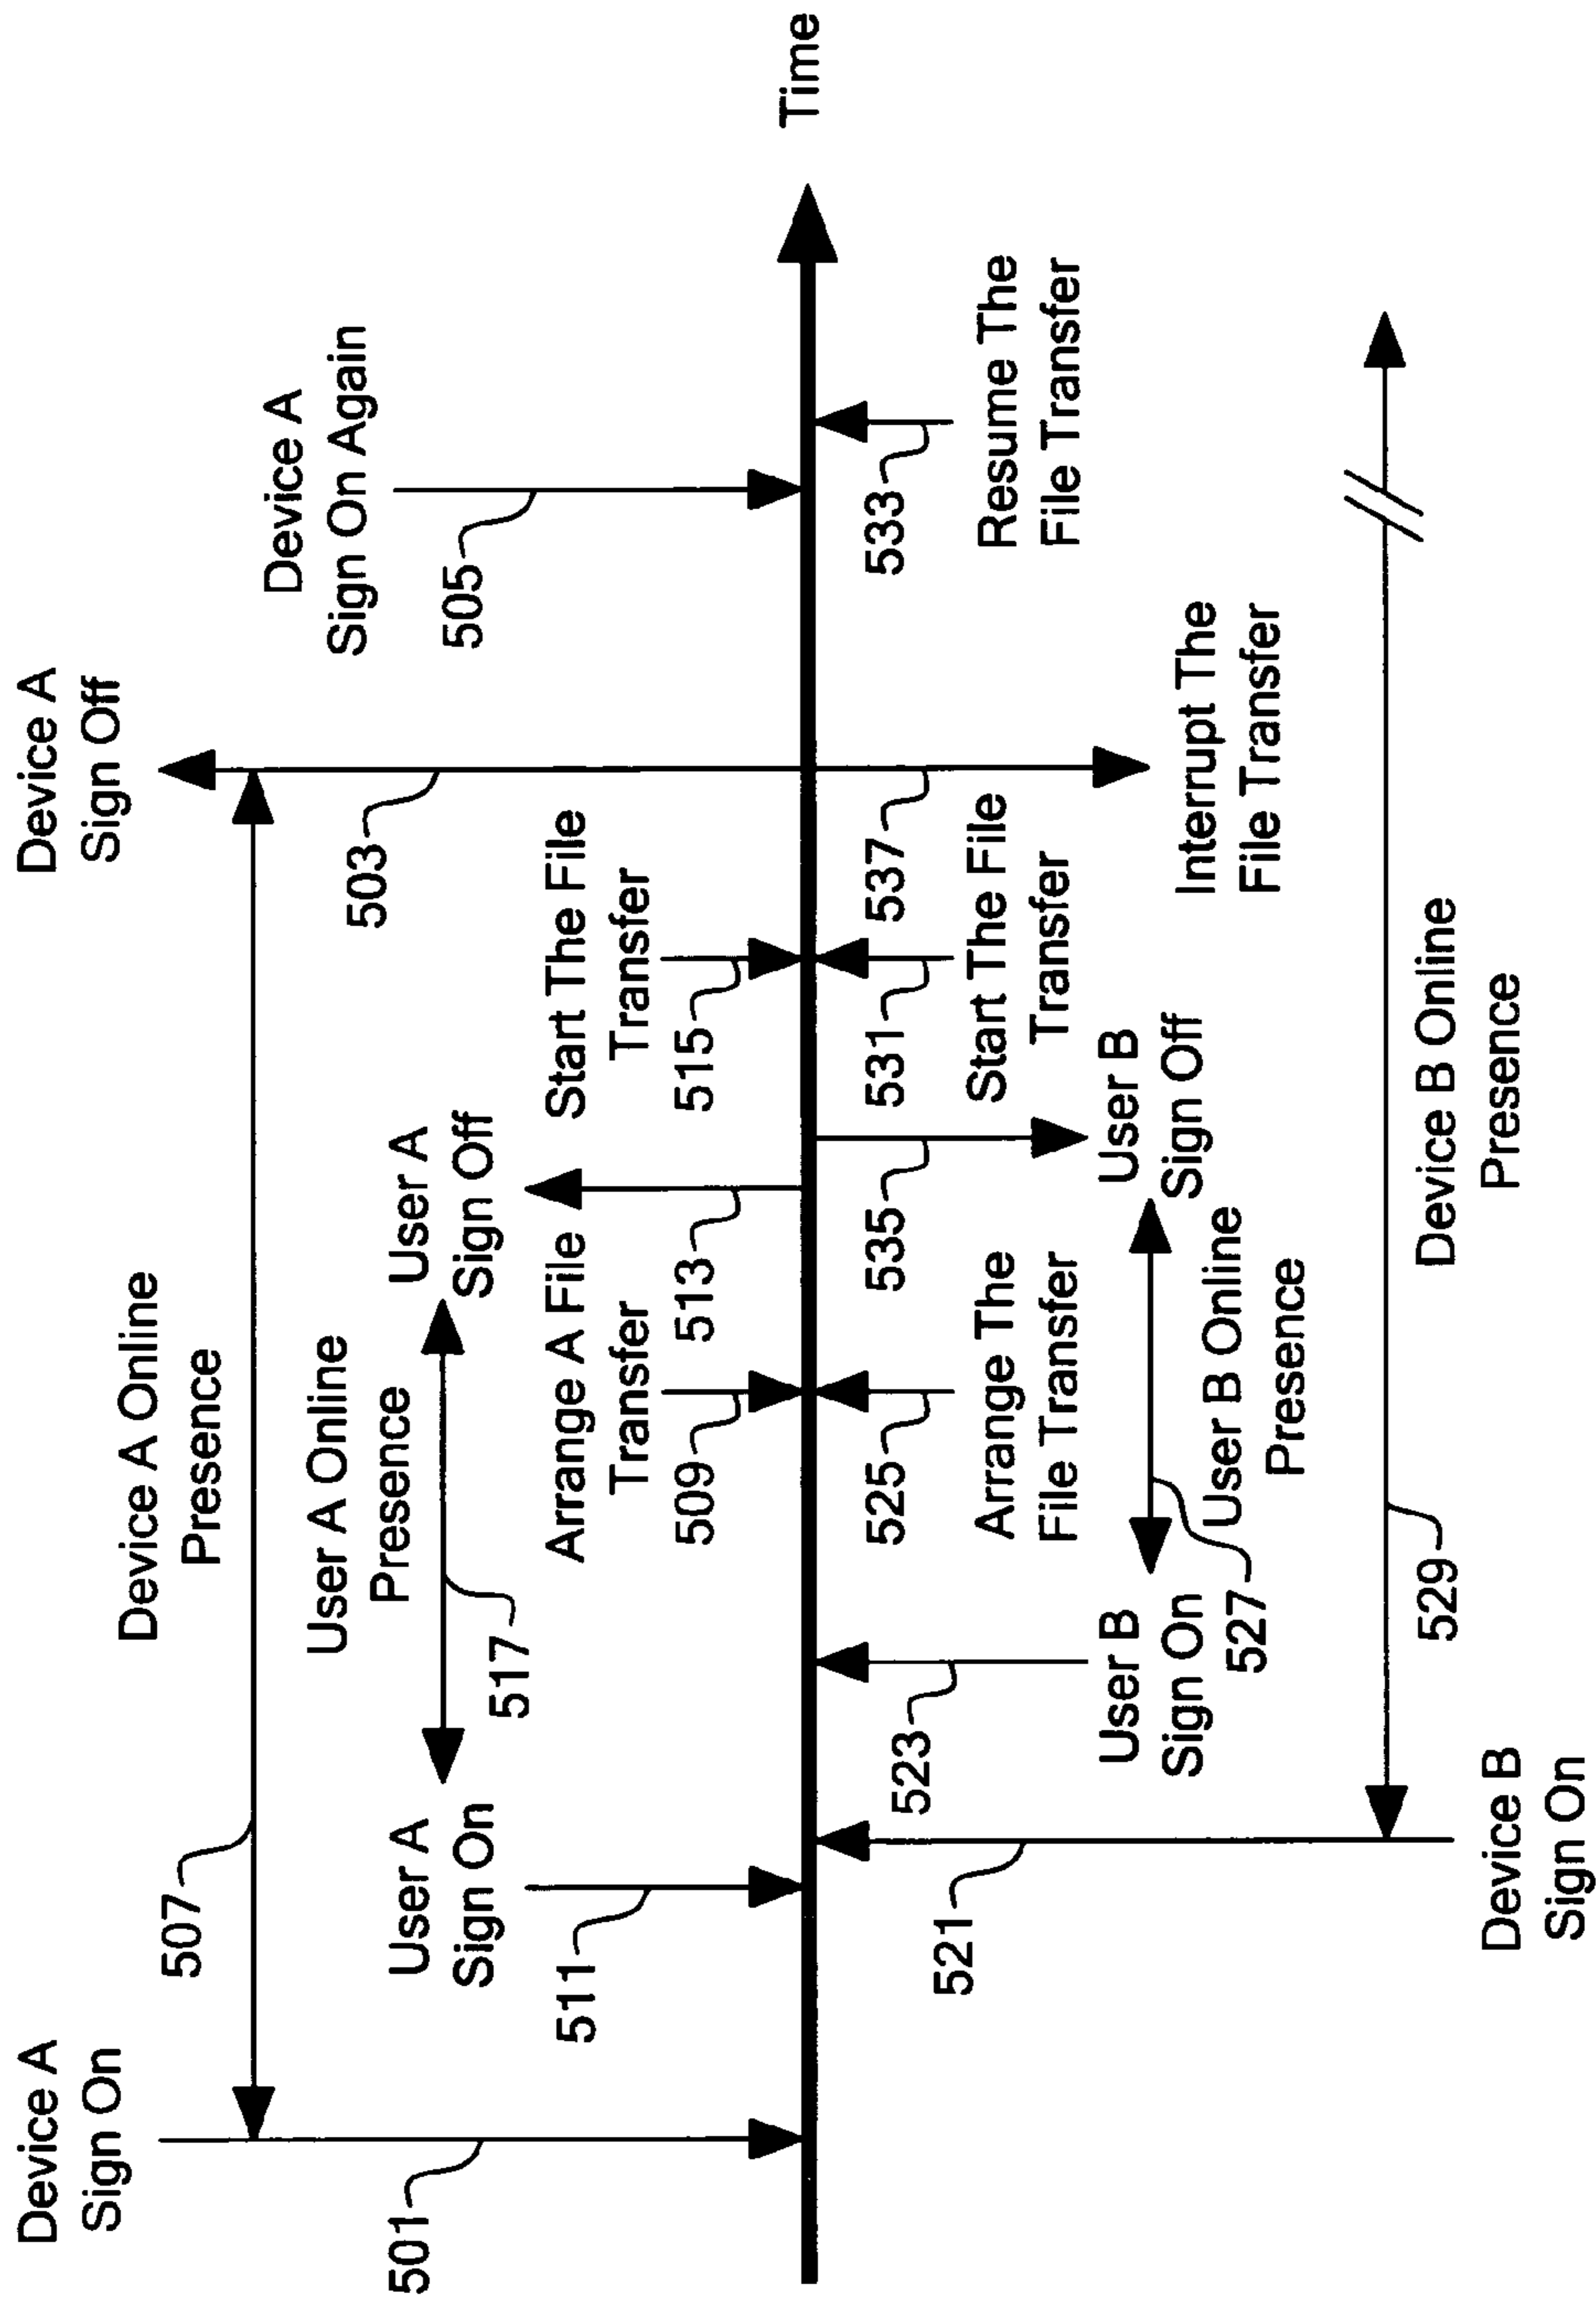 Device A
Sign On
501
507
Device A Online
Presence
Device A
Sign Off
503
Device A
Sign On Again
505
User A
Sign On
511
User A Online
Presence
517
User A
Sign Off
513
Arrange A File
Transfer
509
Start The File
Transfer
515
Time
521
Device B
Sign On
523
User B
Sign On
525
Arrange The
File Transfer
527
User B Online
Presence
535
User B
Sign Off
531
Start The File
Transfer
537
Interrupt The
File Transfer
533
Resume The
File Transfer
529
Device B Online
Presence